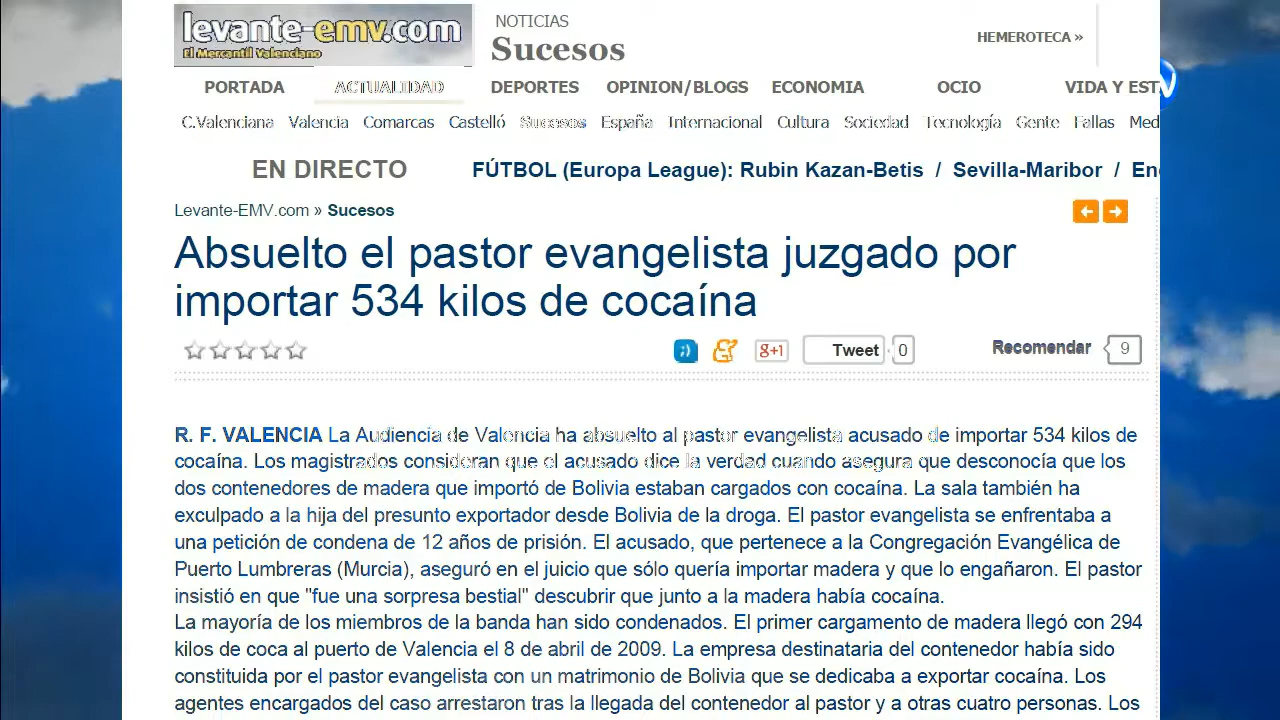 levante-emv.com
El Mercantil Valenciano
NOTICIAS
Sucesos
HEMEROTECA »
PORTADA ACTUALIDAD DEPORTES OPINION/BLOGS ECONOMIA OCIO VIDA Y EST
C.Valenciana Valencia Comarcas Castelló Sucesos España Internacional Cultura Sociedad Tecnología Gente Fallas Med
EN DIRECTO FÚTBOL (Europa League): Rubin Kazan-Betis / Sevilla-Maribor / En
Levante-EMV.com » Sucesos
Absuelto el pastor evangelista juzgado por
importar 534 kilos de cocaína
g+1 Tweet 0 Recomendar 9
R. F. VALENCIA La Audiencia de Valencia ha absuelto al pastor evangelista acusado de importar 534 kilos de
cocaína. Los magistrados consideran que el acusado dice la verdad cuando asegura que desconocía que los
dos contenedores de madera que importó de Bolivia estaban cargados con cocaína. La sala también ha
exculpado a la hija del presunto exportador desde Bolivia de la droga. El pastor evangelista se enfrentaba a
una petición de condena de 12 años de prisión. El acusado, que pertenece a la Congregación Evangélica de
Puerto Lumbreras (Murcia), aseguró en el juicio que sólo quería importar madera y que lo engañaron. El pastor
insistió en que "fue una sorpresa bestial" descubrir que junto a la madera había cocaína.
La mayoría de los miembros de la banda han sido condenados. El primer cargamento de madera llegó con 294
kilos de coca al puerto de Valencia el 8 de abril de 2009. La empresa destinataria del contenedor había sido
constituida por el pastor evangelista con un matrimonio de Bolivia que se dedicaba a exportar cocaína. Los
agentes encargados del caso arrestaron tras la llegada del contenedor al pastor y a otras cuatro personas. Los